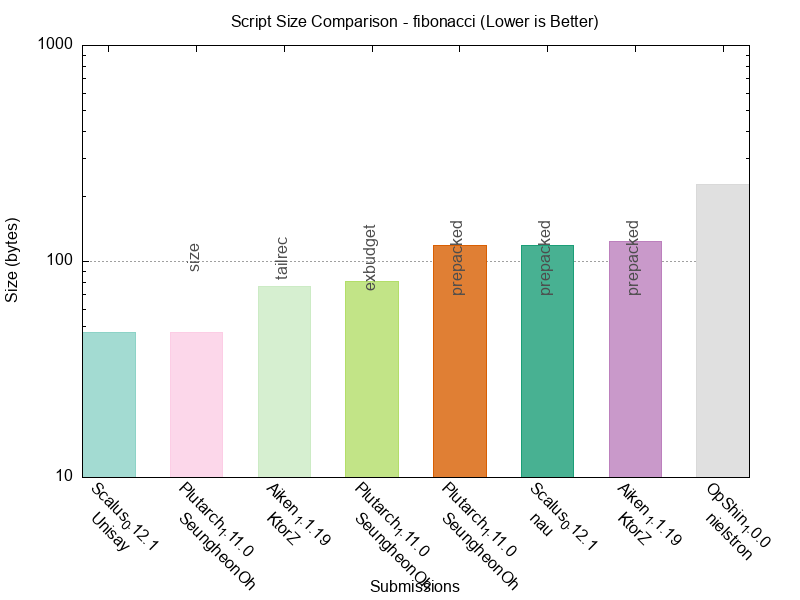 Script Size Comparison - fibonacci (Lower is Better)
1000
100
10
Size (bytes)
size
tailrec
exbudget
prepacked
prepacked
prepacked
Scalus₀.12.1
Unisay
Plutarch₁.11.0
SeungheonOh
Aiken₁.1.19
KtorZ
Plutarch₁.11.0
SeungheonOh
Plutarch₁.11.0
SeungheonOh
Scalus₀.12.1
nau
Aiken₁.1.19
KtorZ
OpShin₁.0.0
nielstron
Submissions